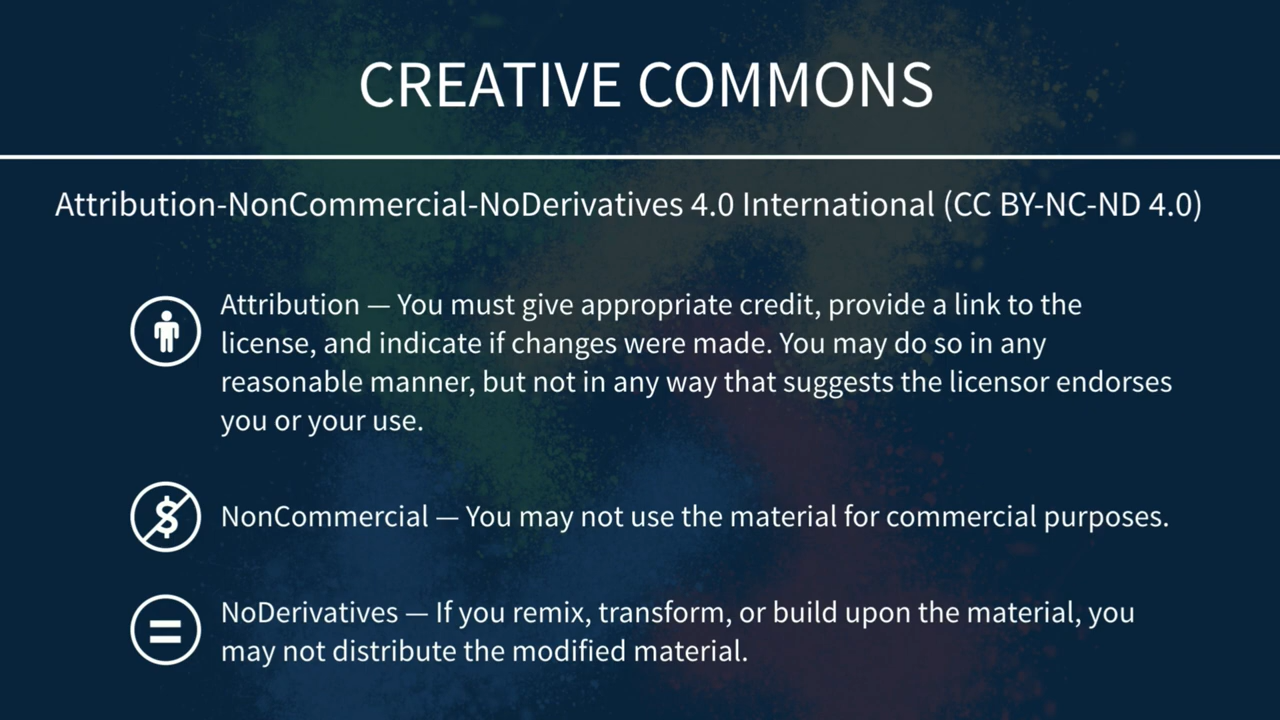 CREATIVE COMMONS
Attribution-NonCommercial-NoDerivatives 4.0 International (CC BY-NC-ND 4.0)
Attribution — You must give appropriate credit, provide a link to the
license, and indicate if changes were made. You may do so in any
reasonable manner, but not in any way that suggests the licensor endorses
you or your use.
NonCommercial — You may not use the material for commercial purposes.
NoDerivatives — If you remix, transform, or build upon the material, you
may not distribute the modified material.